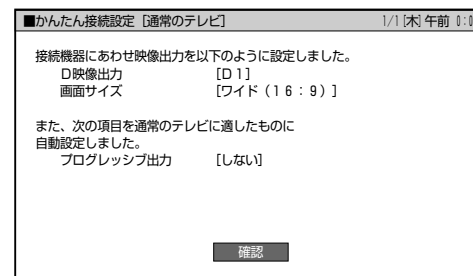 ■かんたん接続設定［通常のテレビ］ 1/1[木]午前 0:0
接続機器にあわせ映像出力を以下のように設定しました。
D映像出力 ［D1］
画面サイズ ［ワイド（16：9）］
また、次の項目を通常のテレビに適したものに
自動設定しました。
プログレッシブ出力 ［しない］
確認